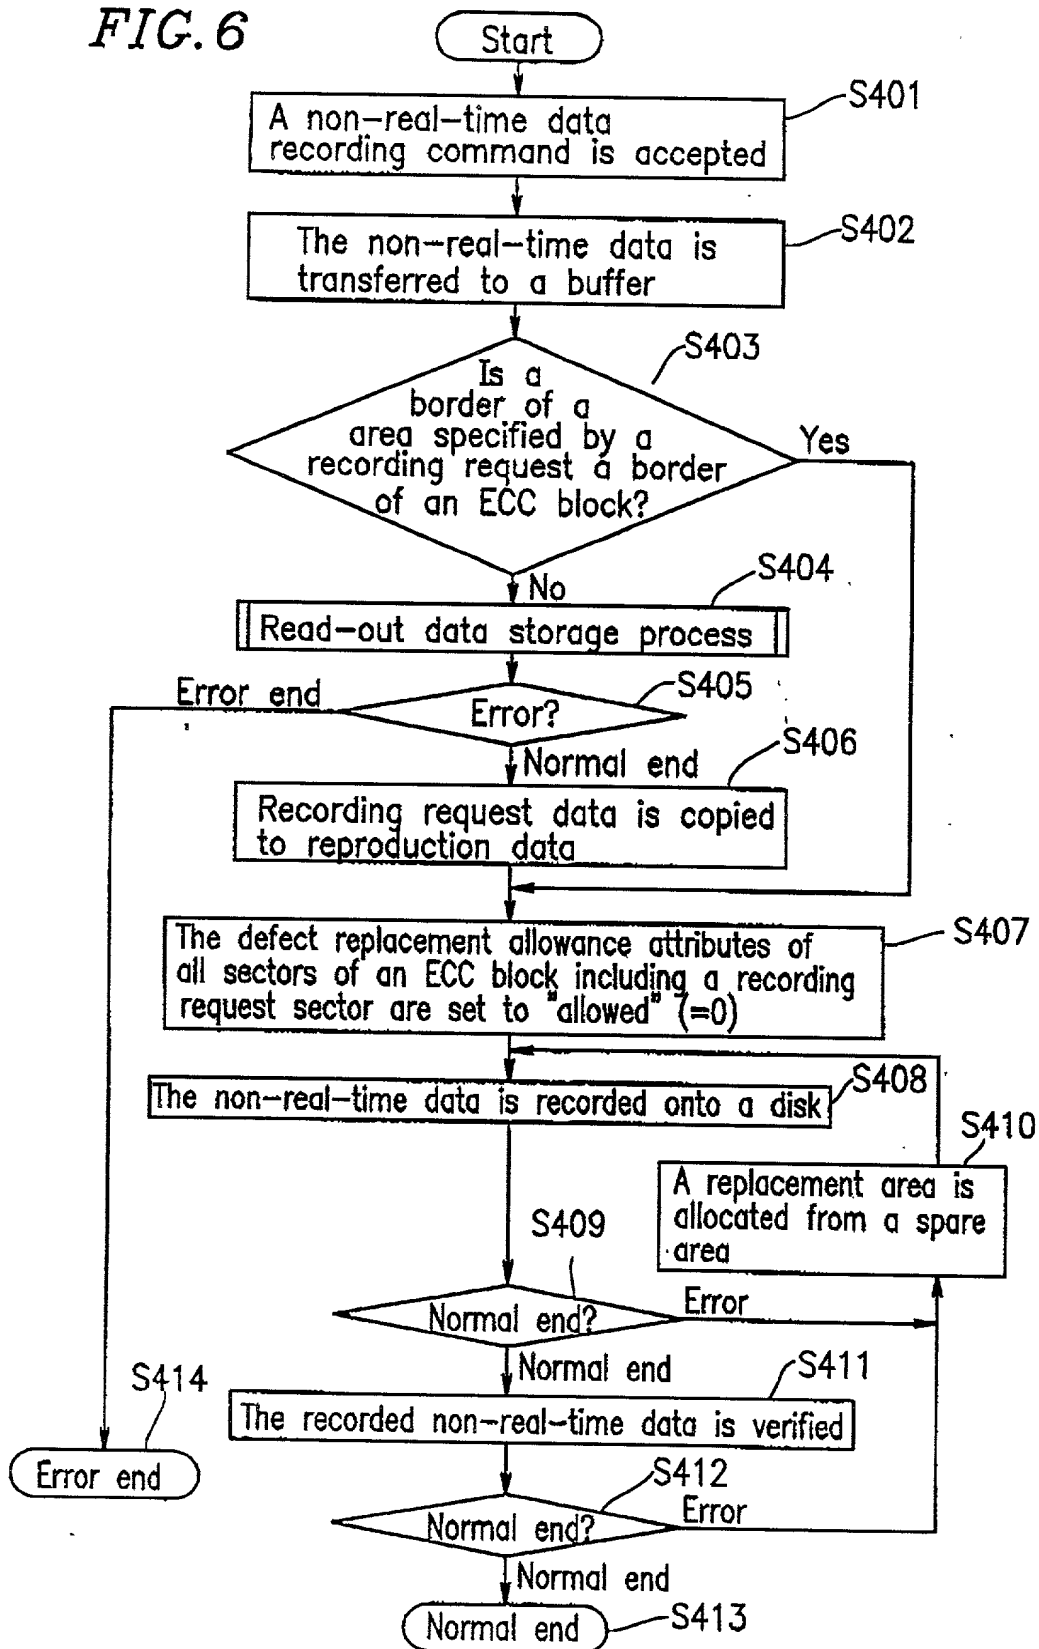 FIG. 6
Start
S401
A non-real-time data
recording command is accepted
S402
The non-real-time data is
transferred to a buffer
S403
Is a
border of a
area specified by a
recording request a border
of an ECC block?
Yes
No
S404
Read-out data storage process
S405
Error end
Error?
Normal end
S406
Recording request data is copied
to reproduction data
S407
The defect replacement allowance attributes of
all sectors of an ECC block including a recording
request sector are set to "allowed" (=0)
S408
The non-real-time data is recorded onto a disk
S410
A replacement area is
allocated from a spare
area
S409
Normal end?
Error
Normal end
S411
The recorded non-real-time data is verified
S414
Error end
S412
Normal end?
Error
Normal end
Normal end
S413